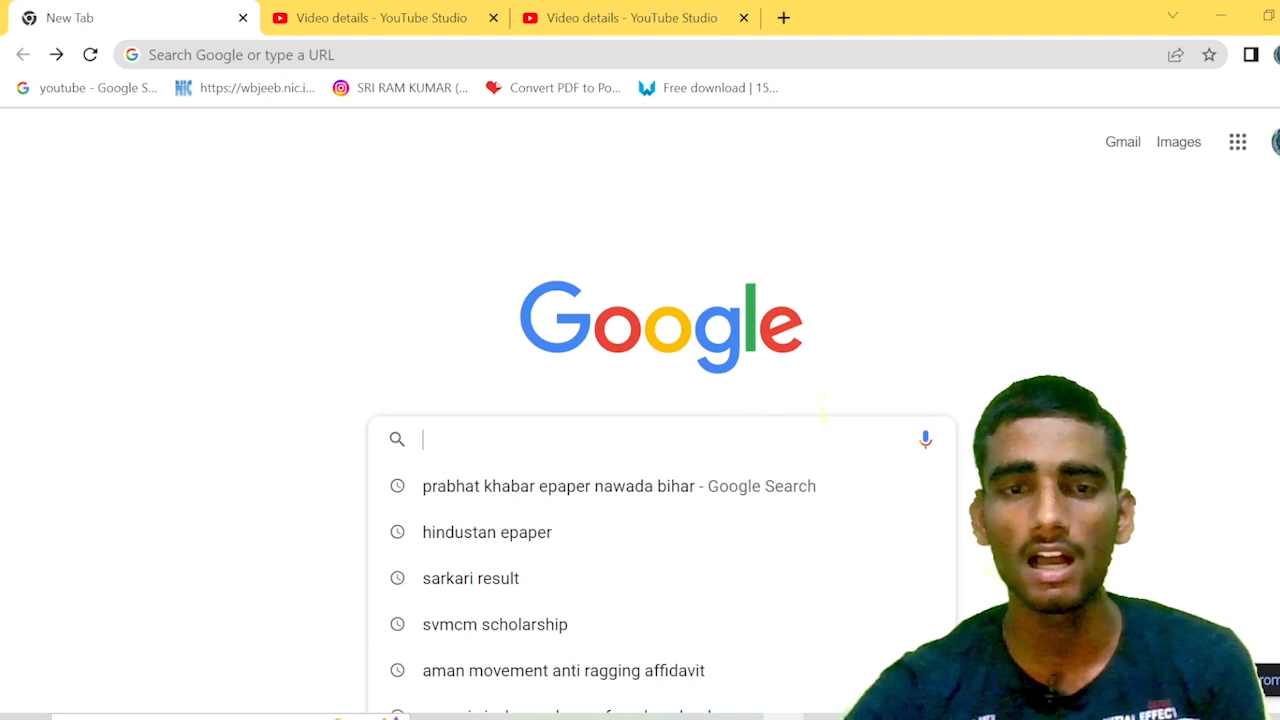 New Tab
Video details - YouTube Studio
Video details - YouTube Studio
Search Google or type a URL
youtube - Google S...
NIC
https://wbjeeb.nic.i...
SRI RAM KUMAR (...
Convert PDF to Po...
Free download | 15...
Gmail
Images
Google
prabhat khabar epaper nawada bihar - Google Search
hindustan epaper
sarkari result
svmcm scholarship
aman movement anti ragging affidavit
EFFECT